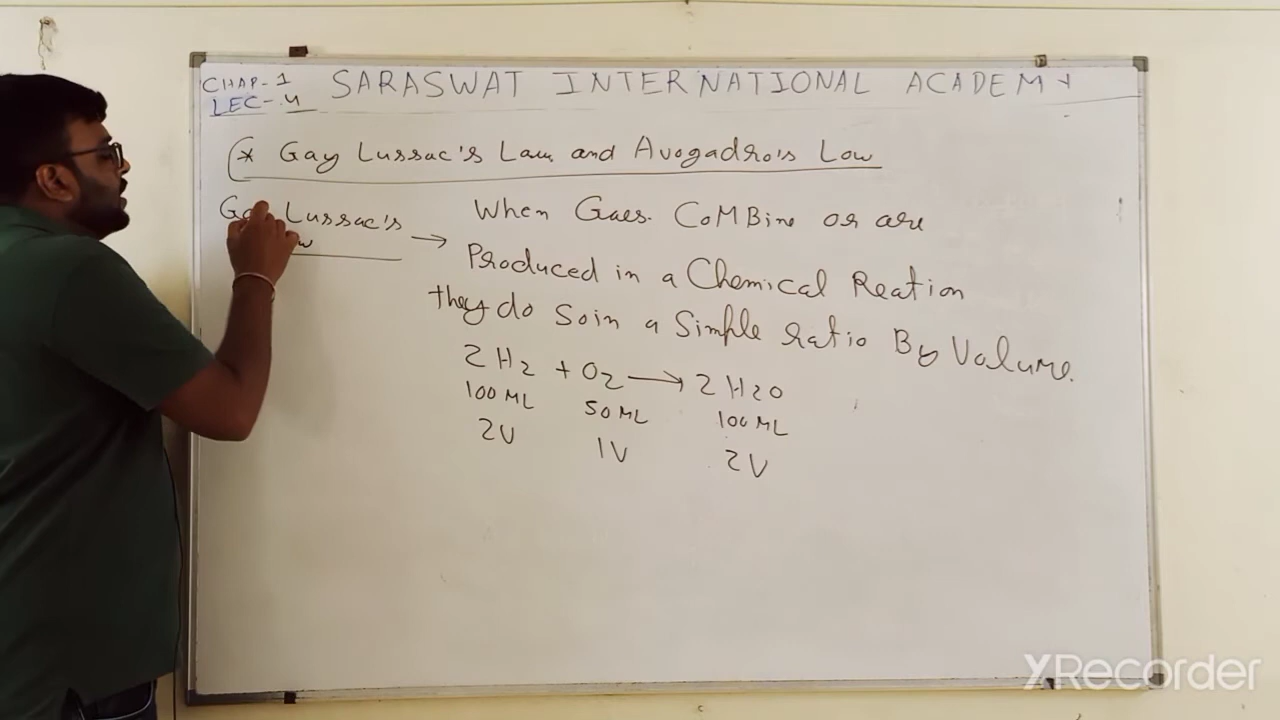 CHAP-1 SARASWAT INTERNATIONAL ACADEMY
LEC-4
* Gay Lussac's Law and Avogadro's Low
Lussac's → When Gaes. CoMBine or are
Produced in a Chemical Reation
they do Soin a Simple ratio By Volume.
2H2 + O2 → 2H2O
100 ML 50 ML 100 ML
2V 1V 2V
XRecorder